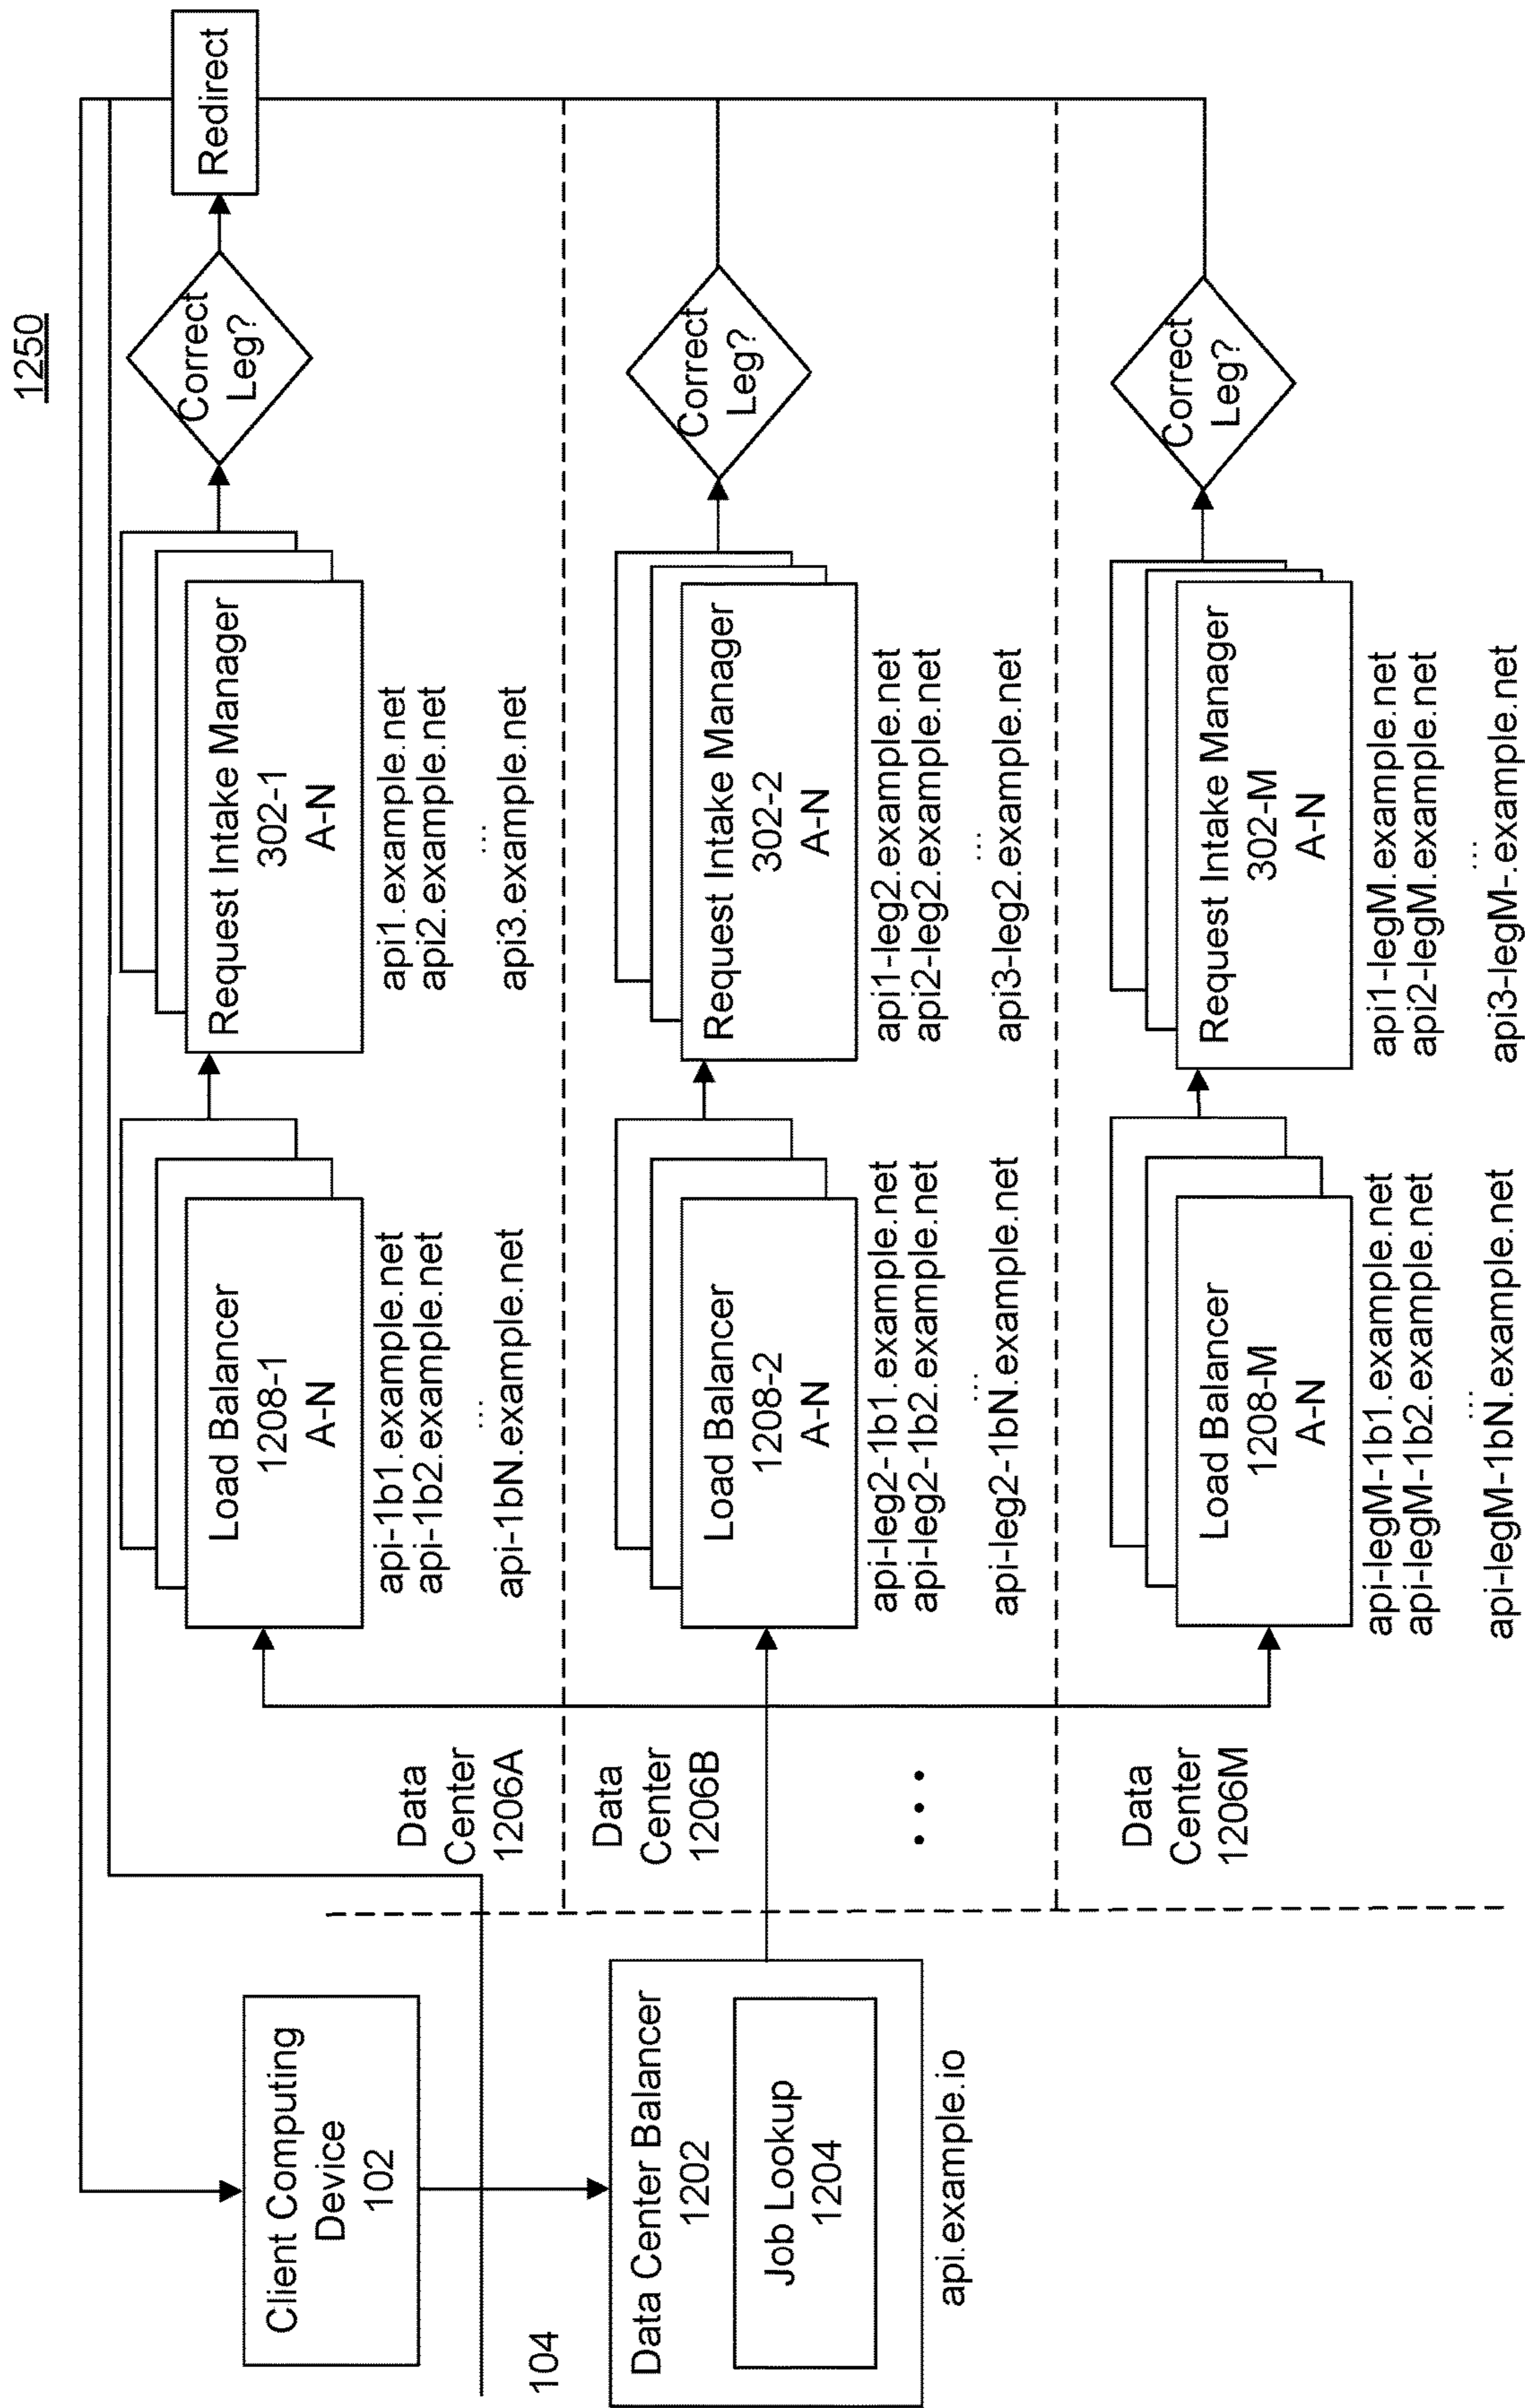 1250
Client Computing
Device
102
104
Data Center Balancer
1202
Job Lookup
1204
api.example.io
Data
Center
1206A
Load Balancer
1208-1
A-N
api-1b1.example.net
api-1b2.example.net
...
api-1bN.example.net
Request Intake Manager
302-1
A-N
api1.example.net
api2.example.net
...
api3.example.net
Correct
Leg?
Redirect
Data
Center
1206B
Load Balancer
1208-2
A-N
api-leg2-1b1.example.net
api-leg2-1b2.example.net
...
api-leg2-1bN.example.net
Request Intake Manager
302-2
A-N
api1-leg2.example.net
api2-leg2.example.net
...
api3-leg2.example.net
Correct
Leg?
...
Data
Center
1206M
Load Balancer
1208-M
A-N
api-legM-1b1.example.net
api-legM-1b2.example.net
...
api-legM-1bN.example.net
Request Intake Manager
302-M
A-N
api1-legM.example.net
api2-legM.example.net
...
api3-legM-.example.net
Correct
Leg?